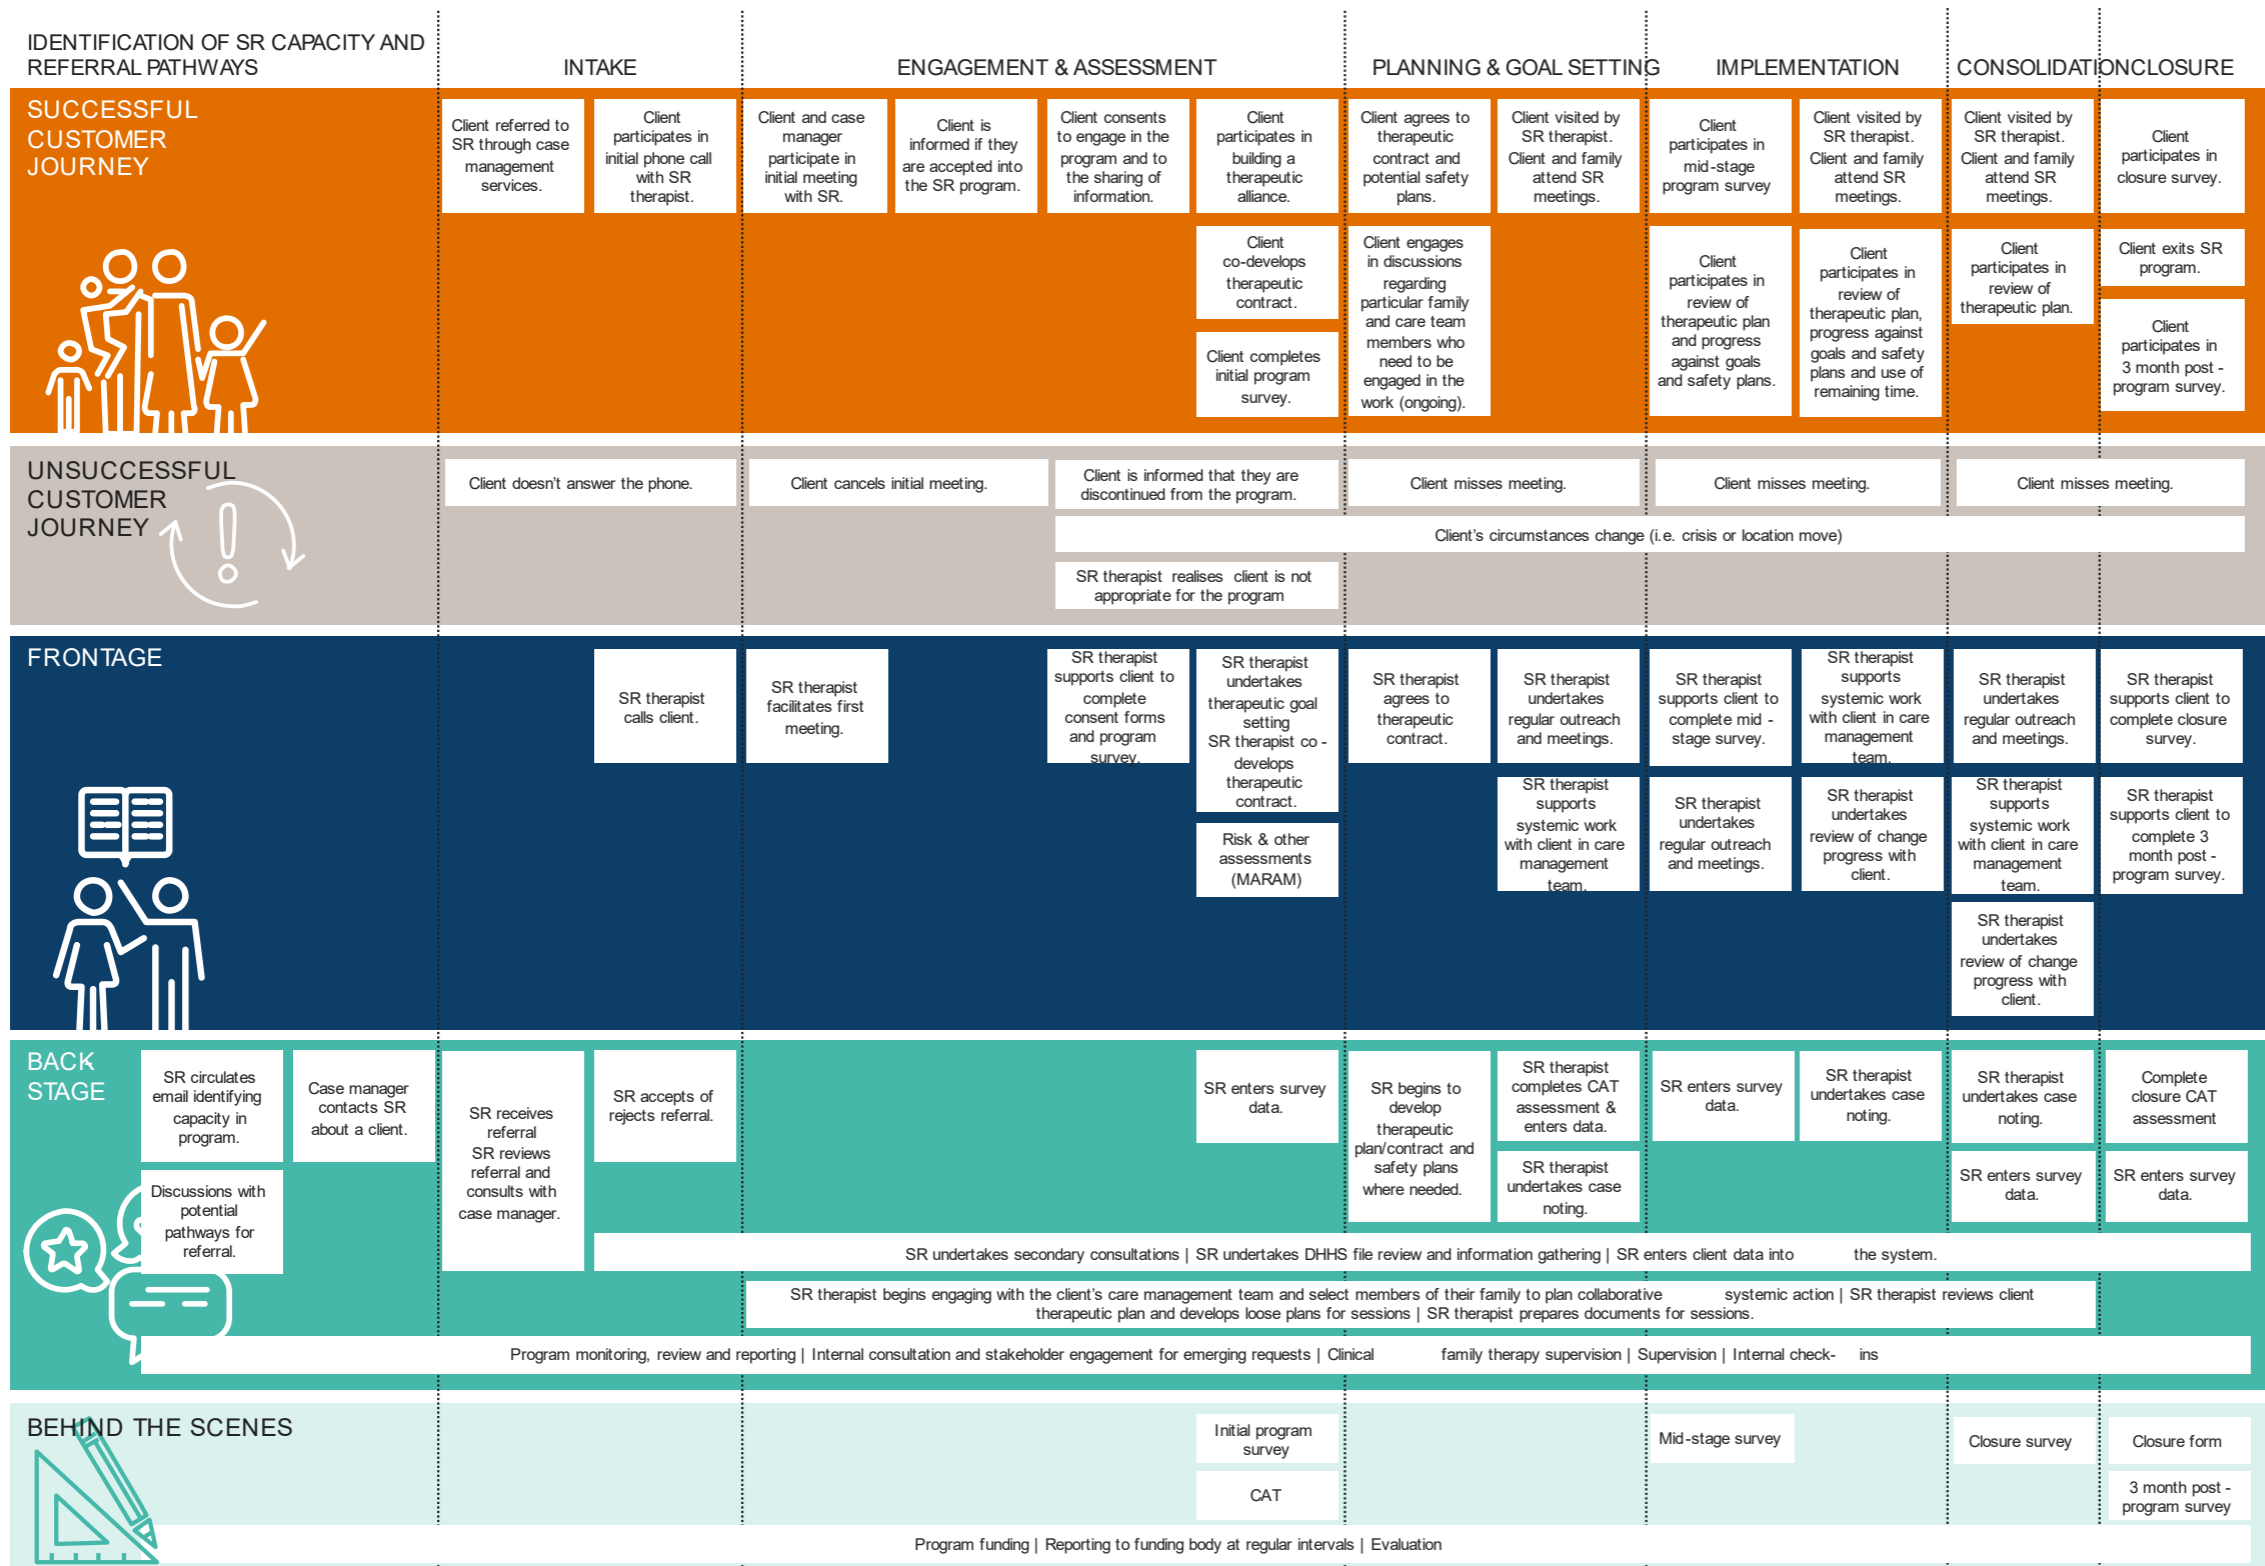 IDENTIFICATION OF SR CAPACITY AND
REFERRAL PATHWAYS
INTAKE
ENGAGEMENT & ASSESSMENT
PLANNING & GOAL SETTING
IMPLEMENTATION
CONSOLIDATION
CLOSURE
SUCCESSFUL
CUSTOMER
JOURNEY
Client referred to
SR through case
management
services.
Client
participates in
initial phone call
with SR
therapist.
Client and case
manager
participate in
initial meeting
with SR.
Client is
informed if they
are accepted into
the SR program.
Client consents
to engage in the
program and to
the sharing of
information.
Client
participates in
building a
therapeutic
alliance.
Client agrees to
therapeutic
contract and
potential safety
plans.
Client visited by
SR therapist.
Client and family
attend SR
meetings.
Client
participates in
mid-stage
program survey
Client visited by
SR therapist.
Client and family
attend SR
meetings.
Client visited by
SR therapist.
Client and family
attend SR
meetings.
Client
participates in
closure survey.
Client
co-develops
therapeutic
contract.
Client completes
initial program
survey.
Client engages
in discussions
regarding
particular family
and care team
members who
need to be
engaged in the
work (ongoing).
Client
participates in
review of
therapeutic plan
and progress
against goals
and safety plans.
Client
participates in
review of
therapeutic plan,
progress against
goals and safety
plans and use of
remaining time.
Client
participates in
review of
therapeutic plan.
Client exits SR
program.
Client
participates in
3 month post -
program survey.
UNSUCCESSFUL
CUSTOMER
JOURNEY
Client doesn't answer the phone.
Client cancels initial meeting.
Client is informed that they are
discontinued from the program.
Client misses meeting.
Client misses meeting.
Client misses meeting.
Client's circumstances change (i.e. crisis or location move)
SR therapist realises client is not
appropriate for the program
FRONTAGE
SR therapist
calls client.
SR therapist
facilitates first
meeting.
SR therapist
supports client to
complete
consent forms
and program
survey.
SR therapist
undertakes
therapeutic goal
setting
SR therapist co -
develops
therapeutic
contract.
Risk & other
assessments
(MARAM)
SR therapist
agrees to
therapeutic
contract.
SR therapist
undertakes
regular outreach
and meetings.
SR therapist
supports
systemic work
with client in care
management
team.
SR therapist
supports client to
complete mid -
stage survey.
SR therapist
undertakes
regular outreach
and meetings.
SR therapist
supports
systemic work
with client in care
management
team.
SR therapist
undertakes
review of change
progress with
client.
SR therapist
undertakes
regular outreach
and meetings.
SR therapist
supports
systemic work
with client in care
management
team.
SR therapist
undertakes
review of change
progress with
client.
SR therapist
supports client to
complete closure
survey.
SR therapist
supports client to
complete 3
month post -
program survey.
BACK
STAGE
SR circulates
email identifying
capacity in
program.
Discussions with
potential
pathways for
referral.
Case manager
contacts SR
about a client.
SR receives
referral
SR reviews
referral and
consults with
case manager.
SR accepts of
rejects referral.
SR enters survey
data.
SR begins to
develop
therapeutic
plan/contract and
safety plans
where needed.
SR therapist
completes CAT
assessment &
enters data.
SR therapist
undertakes case
noting.
SR enters survey
data.
SR therapist
undertakes case
noting.
SR therapist
undertakes case
noting.
SR enters survey
data.
Complete
closure CAT
assessment
SR enters survey
data.
SR undertakes secondary consultations | SR undertakes DHHS file review and information gathering | SR enters client data into the system.
SR therapist begins engaging with the client's care management team and select members of their family to plan collaborative systemic action | SR therapist reviews client
therapeutic plan and develops loose plans for sessions | SR therapist prepares documents for sessions.
Program monitoring, review and reporting | Internal consultation and stakeholder engagement for emerging requests | Clinical family therapy supervision | Supervision | Internal check- ins
BEHIND THE SCENES
Initial program
survey
CAT
Mid-stage survey
Closure survey
Closure form
3 month post -
program survey
Program funding | Reporting to funding body at regular intervals | Evaluation